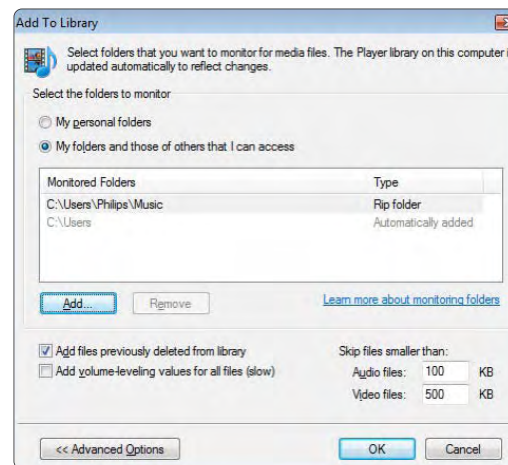 Add To Library
Select folders that you want to monitor for media files. The Player library on this computer
updated automatically to reflect changes.
Select the folders to monitor
My personal folders
My folders and those of others that I can access
Monitored Folders Type
C:\Users\Philips\Music Rip folder
C:\Users Automatically added
Add... Remove Learn more about monitoring folders
Add files previously deleted from library Skip files smaller than:
Add volume-leveling values for all files (slow) Audio files: 100 KB
Video files: 500 KB
<< Advanced Options OK Cancel